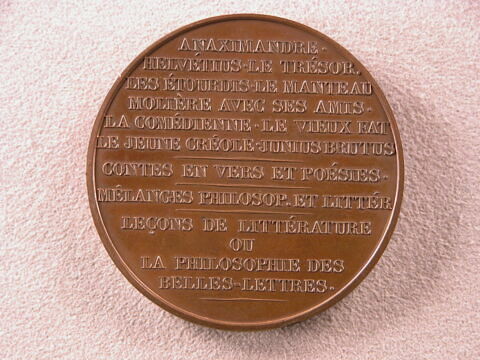 ANAXIMANDRE-
HELVÉTIUS-LE TRÉSOR.
LES ÉTOURDIS-LE MANTEAU
MOLIÈRE AVEC SES AMIS-
LA COMÉDIENNE-LE VIEUX FAT
LE JEUNE CRÉOLE-JUNIUS BRUTUS
CONTES EN VERS ET POÉSIES-
MÉLANGES PHILOSOP. ET LITTÉR
LEÇONS DE LITTÉRATURE
OU
LA PHILOSOPHIE DES
BELLES-LETTRES-